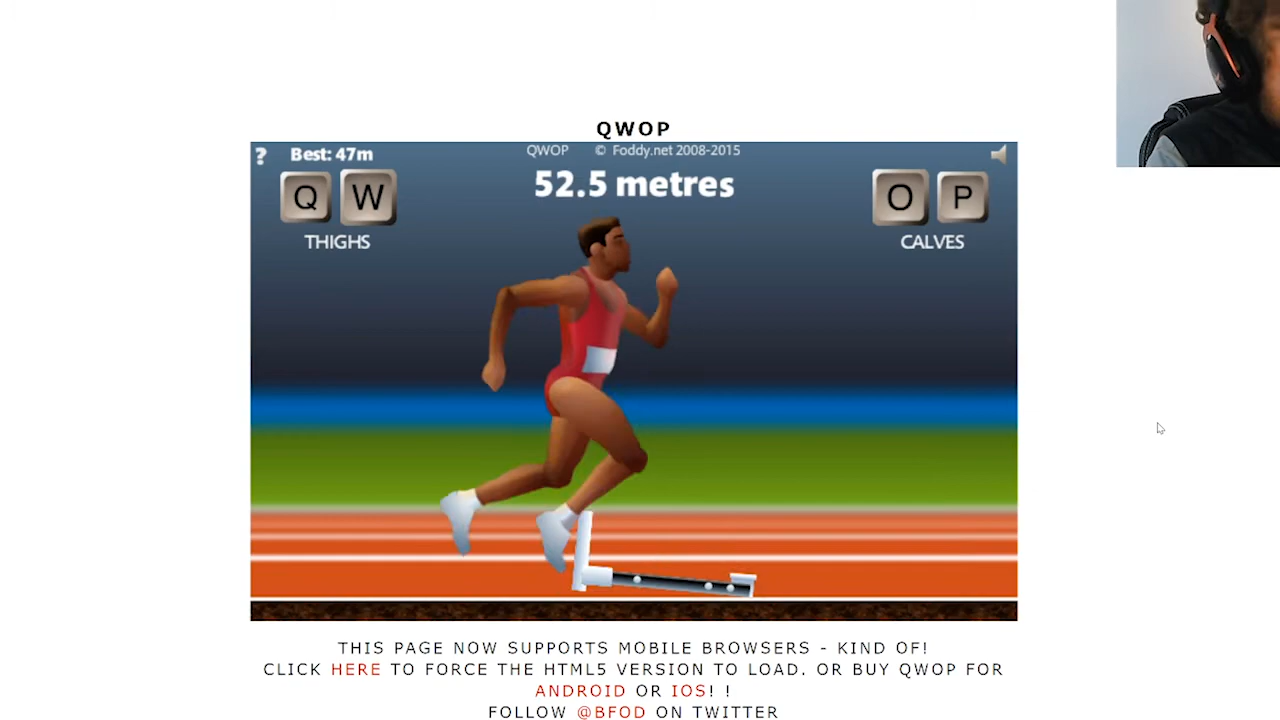 QWOP
? Best: 47m QWOP © Foddy.net 2008-2015
52.5 metres
Q W O P
THIGHS CALVES
THIS PAGE NOW SUPPORTS MOBILE BROWSERS - KIND OF!
CLICK HERE TO FORCE THE HTML5 VERSION TO LOAD. OR BUY QWOP FOR
ANDROID OR IOS! !
FOLLOW @BFOD ON TWITTER